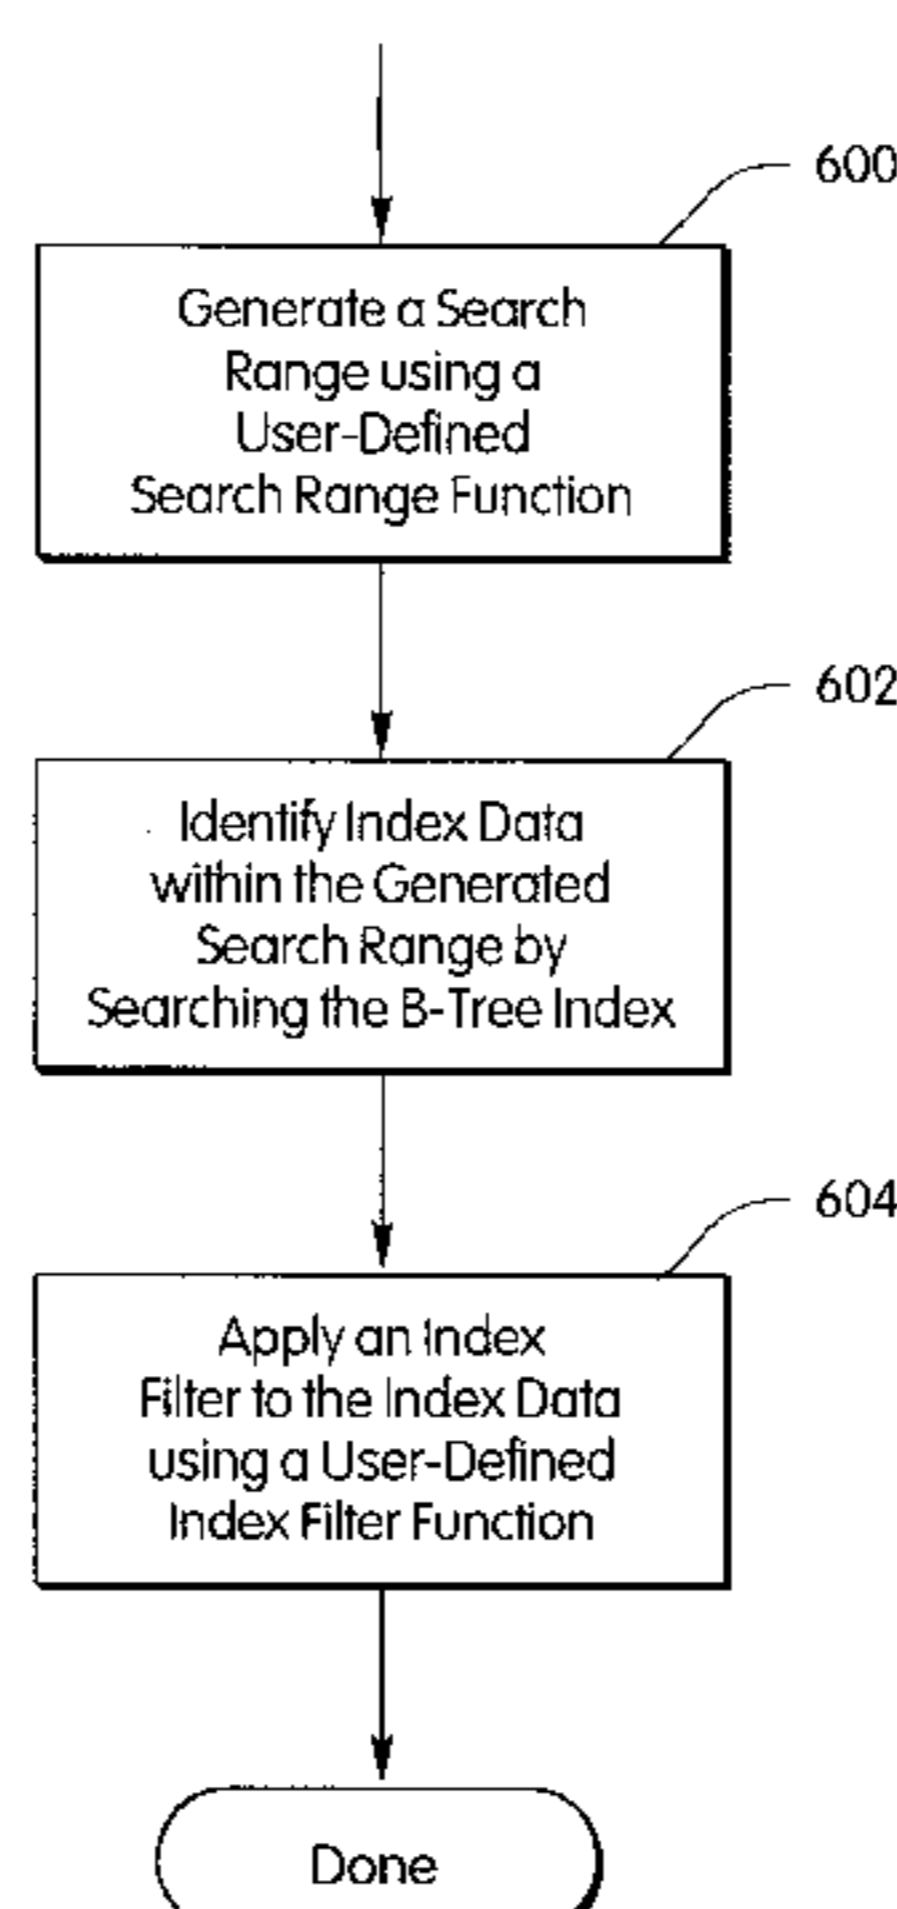 600
Generate a Search
Range using a
User-Defined
Search Range Function
602
Identify Index Data
within the Generated
Search Range by
Searching the B-Tree Index
604
Apply an Index
Filter to the Index Data
using a User-Defined
Index Filter Function
Done